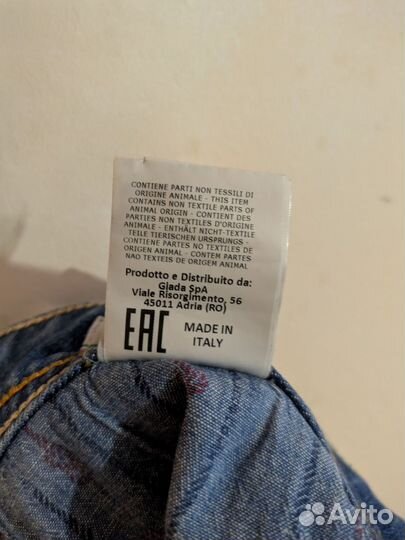 CONTIENE PARTI NON TESSILI DI
ORIGINE ANIMALE - THIS ITEM
CONTAINS NON TEXTILE PARTS OF
ANIMAL ORIGIN - CONTIENT DES
PARTIES NON TEXTILES D'ORIGINE
ANIMALE - ENTHÄLT NICHT-TEXTILE
TEILE TIERISCHEN URSPRUNGS -
CONTIENE PARTES NO TEXTILES DE
ORIGEN ANIMAL - CONTEM PARTES
NAO TEXTEIS DE ORIGEM ANIMAL
Prodotto e Distribuito da:
Giada SpA
Viale Risorgimento, 56
45011 Adria (RO)
EAC MADE IN
ITALY
Avito